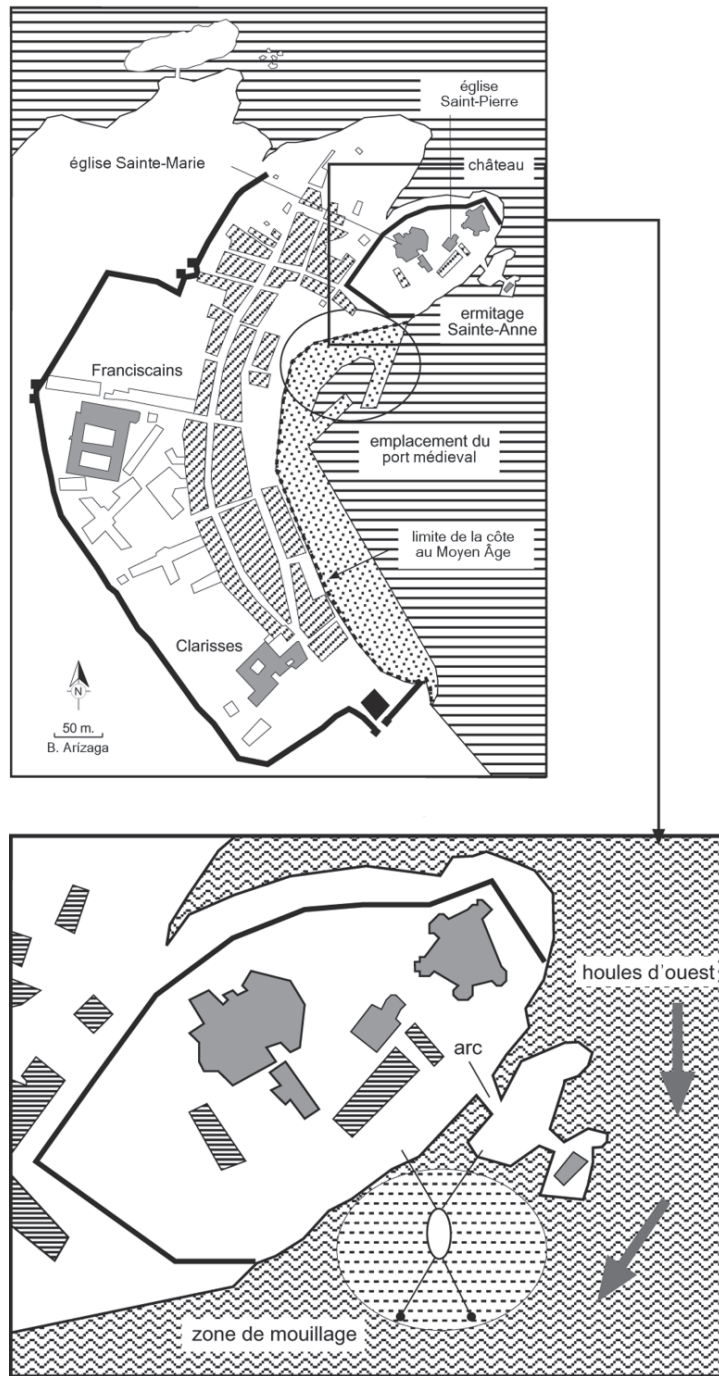 église
Saint-Pierre
église Sainte-Marie
château
ermitage
Sainte-Anne
Franciscains
emplacement du
port médieval
limite de la côte
au Moyen Âge
Clarisses
N
50 m.
B. Arízaga
houles d'ouest
arc
zone de mouillage